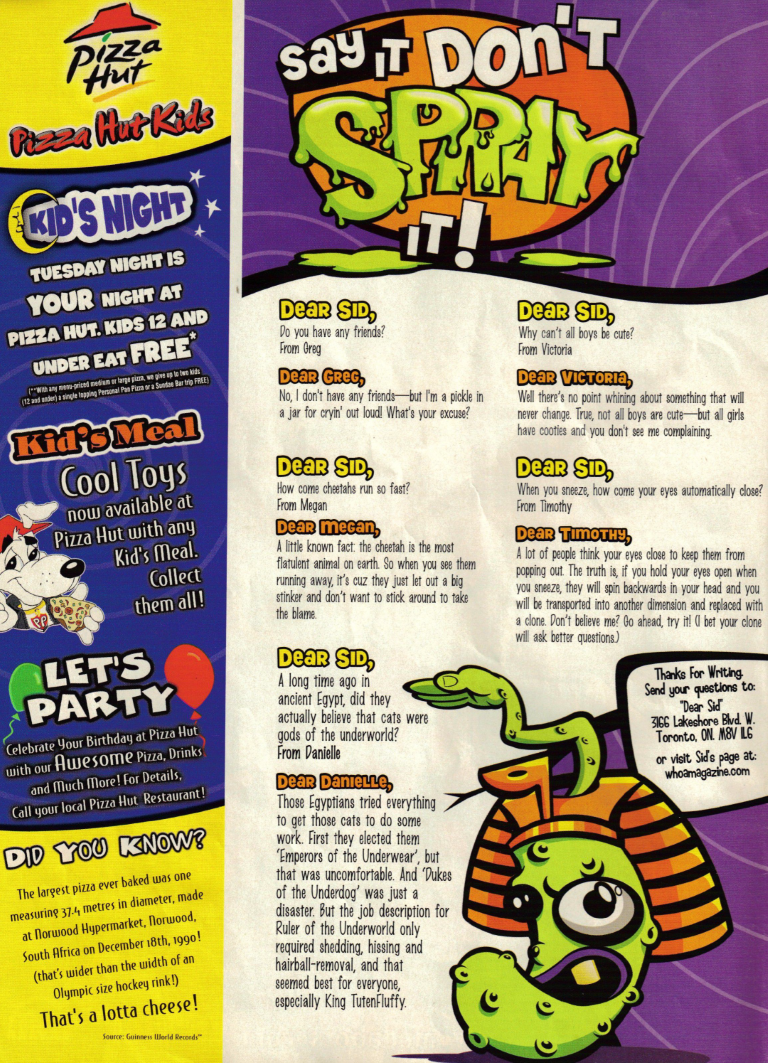 Pizza
Hut
Pizza Hut Kids
KID'S NIGHT
TUESDAY NIGHT IS
YOUR NIGHT AT
PIZZA HUT. KIDS 12 AND
UNDER EAT FREE*
(**With any menu-priced medium or large pizza, we give up to two kids
(12 and under) a single topping Personal Pan Pizza or a Sundae Bar trip FREE)
Kid's Meal
Cool Toys
now available at
Pizza Hut with any
Kid's Meal.
Collect
them all!
PP
LET'S
PARTY
Celebrate Your Birthday at Pizza Hut
with our Awesome Pizza, Drinks
and Much More! For Details,
Call your local Pizza Hut Restaurant!
DID YOU KNOW?
The largest pizza ever baked was one
measuring 37.4 metres in diameter, made
at Norwood Hypermarket, Norwood,
South Africa on December 18th, 1990!
(that's wider than the width of an
Olympic size hockey rink!)
That's a lotta cheese!
Source: Guinness World Records™
SAY IT DON'T
SPRAY
IT!
Dear Sid,
Do you have any friends?
From Greg
Dear Greg,
No, I don't have any friends—but I'm a pickle in
a jar for cryin' out loud! What's your excuse?
Dear Sid,
How come cheetahs run so fast?
From Megan
Dear Megan,
A little known fact: the cheetah is the most
flatulent animal on earth. So when you see them
running away, it's cuz they just let out a big
stinker and don't want to stick around to take
the blame.
Dear Sid,
A long time ago in
ancient Egypt, did they
actually believe that cats were
gods of the underworld?
From Danielle
Dear Danielle,
Those Egyptians tried everything
to get those cats to do some
work. First they elected them
'Emperors of the Underwear', but
that was uncomfortable. And 'Dukes
of the Underdog' was just a
disaster. But the job description for
Ruler of the Underworld only
required shedding, hissing and
hairball-removal, and that
seemed best for everyone,
especially King TutenFluffy.
Dear Sid,
Why can't all boys be cute?
From Victoria
Dear Victoria,
Well there's no point whining about something that will
never change. True, not all boys are cute—but all girls
have cooties and you don't see me complaining.
Dear Sid,
When you sneeze, how come your eyes automatically close?
From Timothy
Dear Timothy,
A lot of people think your eyes close to keep them from
popping out. The truth is, if you hold your eyes open when
you sneeze, they will spin backwards in your head and you
will be transported into another dimension and replaced with
a clone. Don't believe me? Go ahead, try it! (I bet your clone
will ask better questions.)
Thanks For Writing.
Send your questions to:
"Dear Sid"
3166 Lakeshore Blvd. W.
Toronto, ON. M8V 1L6
or visit Sid's page at:
whoamagazine.com